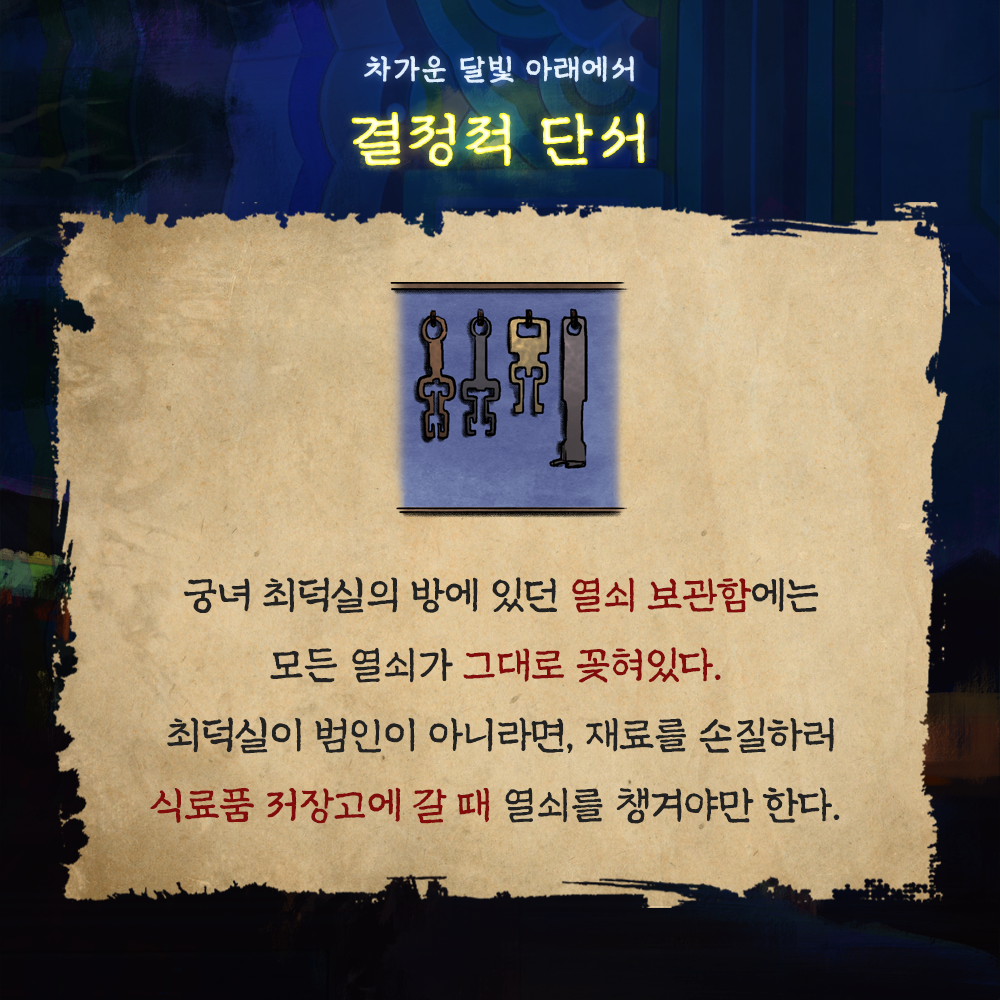 차가운 달빛 아래에서
결정적 단서
궁녀 최덕실의 방에 있던 열쇠 보관함에는
모든 열쇠가 그대로 꽂혀있다.
최덕실이 범인이 아니라면, 재료를 손질하러
식료품 저장고에 갈 때 열쇠를 챙겨야만 한다.